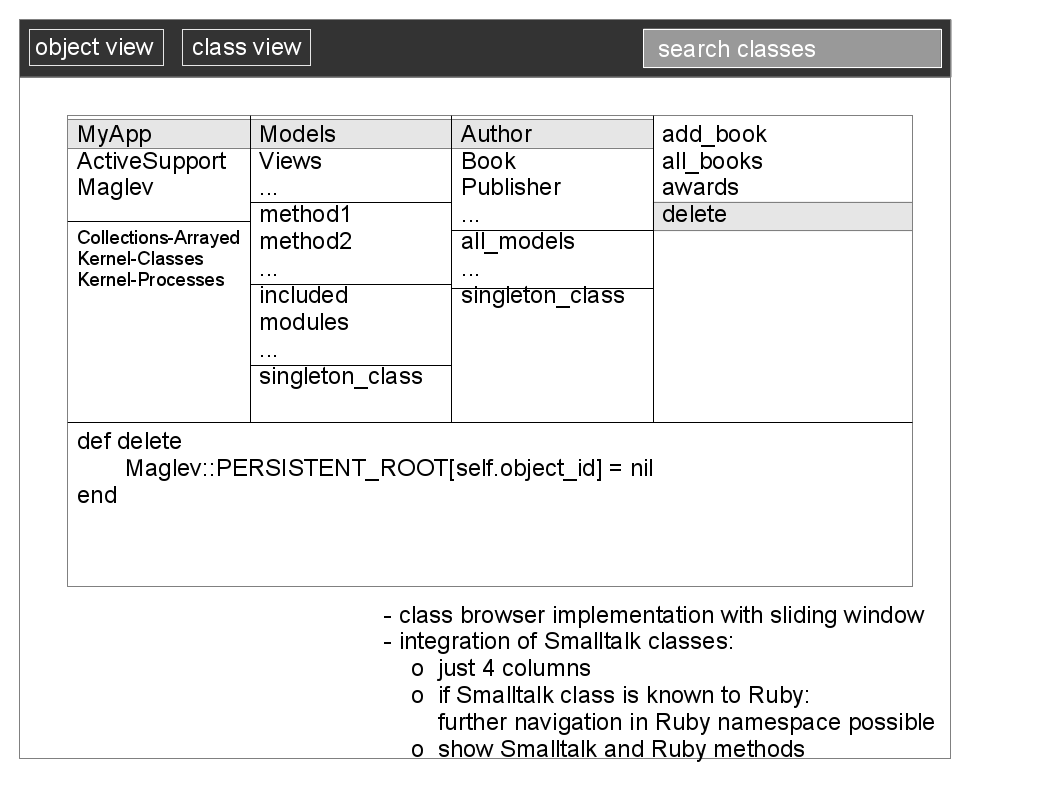 object view
class view
search classes
MyApp
ActiveSupport
Maglev
Collections-Arrayed
Kernel-Classes
Kernel-Processes
Models
Views
...
method1
method2
...
included
modules
...
singleton_class
Author
Book
Publisher
...
all_models
...
singleton_class
add_book
all_books
awards
delete
def delete
Maglev::PERSISTENT_ROOT[self.object_id] = nil
end
- class browser implementation with sliding window
- integration of Smalltalk classes:
o just 4 columns
o if Smalltalk class is known to Ruby:
further navigation in Ruby namespace possible
o show Smalltalk and Ruby methods